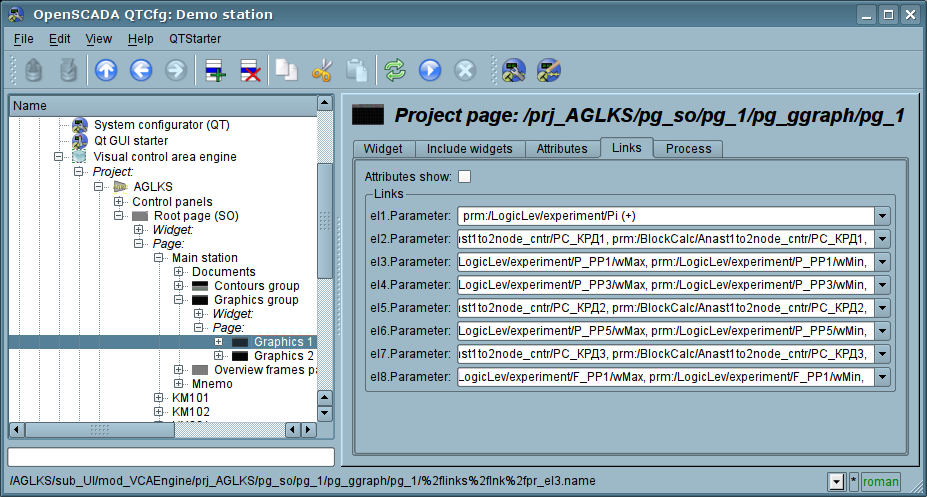 OpenSCADA QTCfg: Demo station
File Edit View Help QTStarter
Name
System configurator (QT)
Qt GUI starter
Visual control area engine
Project:
AGLKS
Control panels
Root page (SO)
Widget:
Page:
Main station
Documents
Contours group
Graphics group
Widget:
Page:
Graphics 1
Graphics 2
Overview frames pa
Mnemo
KM101
KM102
Project page: /prj_AGLKS/pg_so/pg_1/pg_ggraph/pg_1
Widget Include widgets Attributes Links Process
Attributes show:
Links
el1.Parameter: prm:/LogicLev/experiment/Pi (+)
el2.Parameter: ast1to2node_cntr/PC_КРД1, prm:/BlockCalc/Anast1to2node_cntr/PC_КРД1,
el3.Parameter: LogicLev/experiment/P_PP1/wMax, prm:/LogicLev/experiment/P_PP1/wMin,
el4.Parameter: LogicLev/experiment/P_PP3/wMax, prm:/LogicLev/experiment/P_PP3/wMin,
el5.Parameter: ast1to2node_cntr/PC_КРД2, prm:/BlockCalc/Anast1to2node_cntr/PC_КРД2,
el6.Parameter: LogicLev/experiment/P_PP5/wMax, prm:/LogicLev/experiment/P_PP5/wMin,
el7.Parameter: ast1to2node_cntr/PC_КРД3, prm:/BlockCalc/Anast1to2node_cntr/PC_КРД3,
el8.Parameter: LogicLev/experiment/F_PP1/wMax, prm:/LogicLev/experiment/F_PP1/wMin,
/AGLKS/sub_UI/mod_VCAEngine/prj_AGLKS/pg_so/pg_1/pg_ggraph/pg_1/%2flinks%2flnk%2fpr_el3.name
* roman